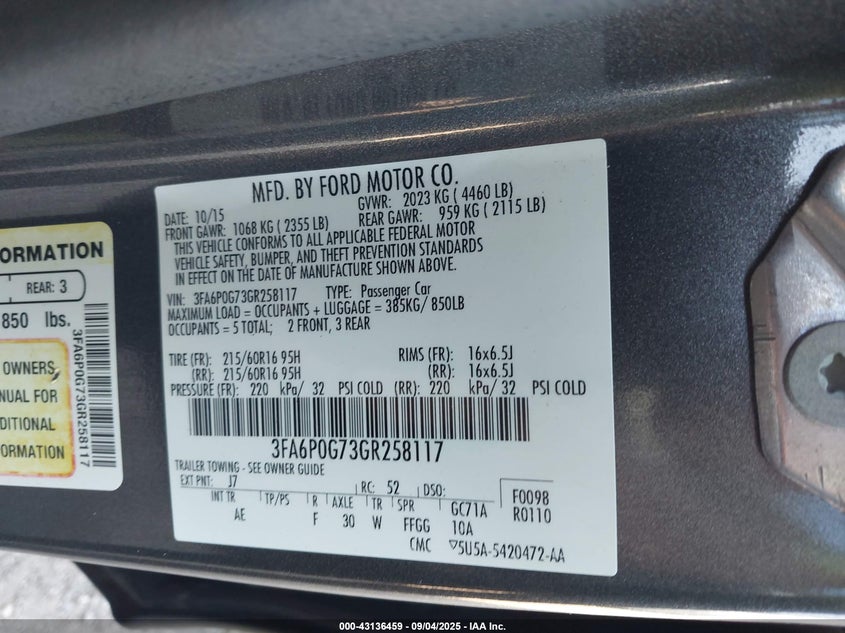 MFD. BY FORD MOTOR CO.
DATE: 10/15 GVWR: 2023 KG ( 4460 LB)
FRONT GAWR: 1068 KG ( 2355 LB) REAR GAWR: 959 KG ( 2115 LB)
THIS VEHICLE CONFORMS TO ALL APPLICABLE FEDERAL MOTOR
VEHICLE SAFETY, BUMPER, AND THEFT PREVENTION STANDARDS
IN EFFECT ON THE DATE OF MANUFACTURE SHOWN ABOVE.
VIN: 3FA6P0G73GR258117 TYPE: Passenger Car
MAXIMUM LOAD = OCCUPANTS + LUGGAGE = 385KG/ 850LB
OCCUPANTS = 5 TOTAL; 2 FRONT, 3 REAR
TIRE (FR): 215/60R16 95H RIMS (FR): 16x6.5J
(RR): 215/60R16 95H (RR): 16x6.5J
PRESSURE (FR): 220 kPa/ 32 PSI COLD (RR): 220 kPa/ 32 PSI COLD
3FA6P0G73GR258117
TRAILER TOWING - SEE OWNER GUIDE
EXT PNT: J7 RC: 52 DSO: F0098
INT TR TP/PS R AXLE TR SPR GC71A R0110
AE F 30 W FFGG 10A
CMC ▽5U5A-5420472-AA
FORMATION
REAR: 3
850 lbs.
OWNERS
NUAL FOR
DITIONAL
ORMATION
3FA6P0G73GR258117
000-43136459 - 09/04/2025 - IAA Inc.